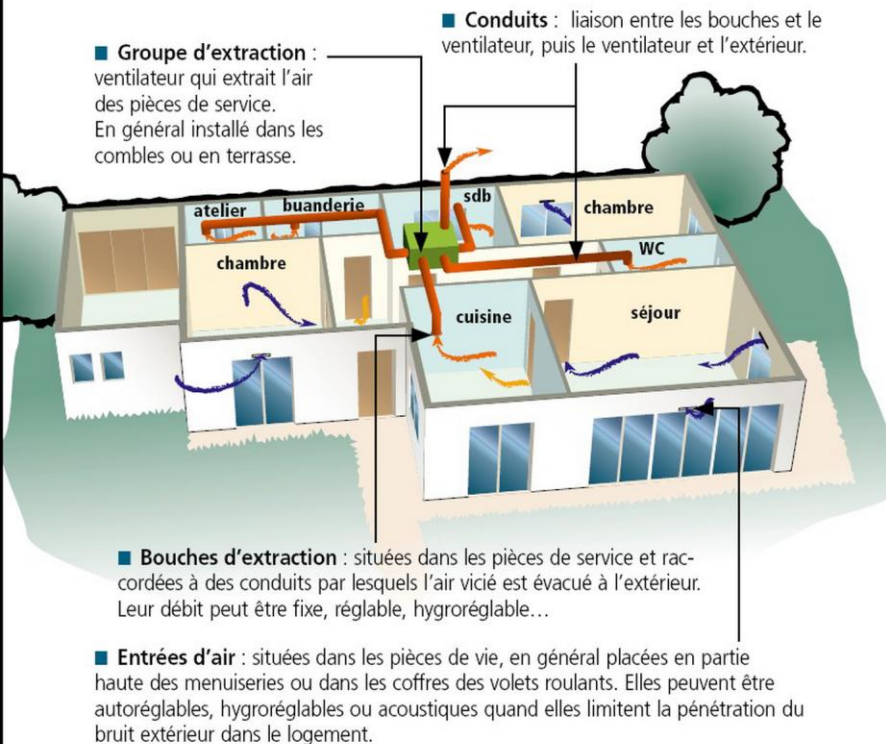 ■ Conduits : liaison entre les bouches et le
ventilateur, puis le ventilateur et l’extérieur.
■ Groupe d’extraction :
ventilateur qui extrait l’air
des pièces de service.
En général installé dans les
combles ou en terrasse.
atelier
buanderie
sdb
chambre
chambre
WC
cuisine
séjour
■ Bouches d’extraction : situées dans les pièces de service et rac-
cordées à des conduits par lesquels l’air vicié est évacué à l’extérieur.
Leur débit peut être fixe, réglable, hygroréglable…
■ Entrées d’air : situées dans les pièces de vie, en général placées en partie
haute des menuiseries ou dans les coffres des volets roulants. Elles peuvent être
autoréglables, hygroréglables ou acoustiques quand elles limitent la pénétration du
bruit extérieur dans le logement.